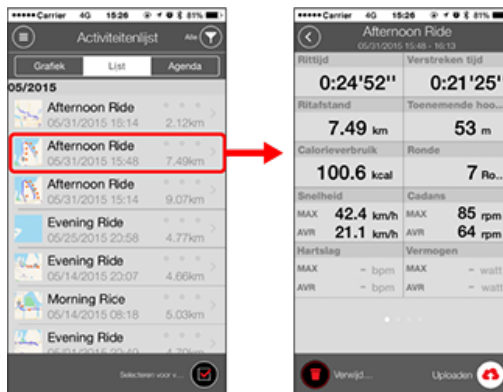 Carrier 4G 15:26 81%
Activiteitenlijst Alle
Grafiek List Agenda
05/2015
Afternoon Ride
05/31/2015 15:14 2.12km
Afternoon Ride
05/31/2015 15:48 7.49km
Afternoon Ride
05/31/2015 15:14 9.07km
Evening Ride
05/25/2015 20:58 4.77km
Evening Ride
05/14/2015 20:07 4.66km
Morning Rice
05/14/2015 08:18 5.03km
Evening Ride
Selecteren voor v...
Carrier 4G 15:26 81%
Afternoon Ride
05/31/2015 15:48 - 16:13
Rittijd Verstreken tijd
0:24'52'' 0:21'25'
Ritafstand Toenemende hoo...
7.49 km 53 m
Calorieverbruik Ronde
100.6 kcal 7 Ro...
Snelheid Cadans
MAX 42.4 km/h MAX 85 rpm
AVR 21.1 km/h AVR 64 rpm
Hartslag Vermogen
MAX - bpm MAX - watt
AVR - bpm AVR - watt
Verwijd... Uploaden